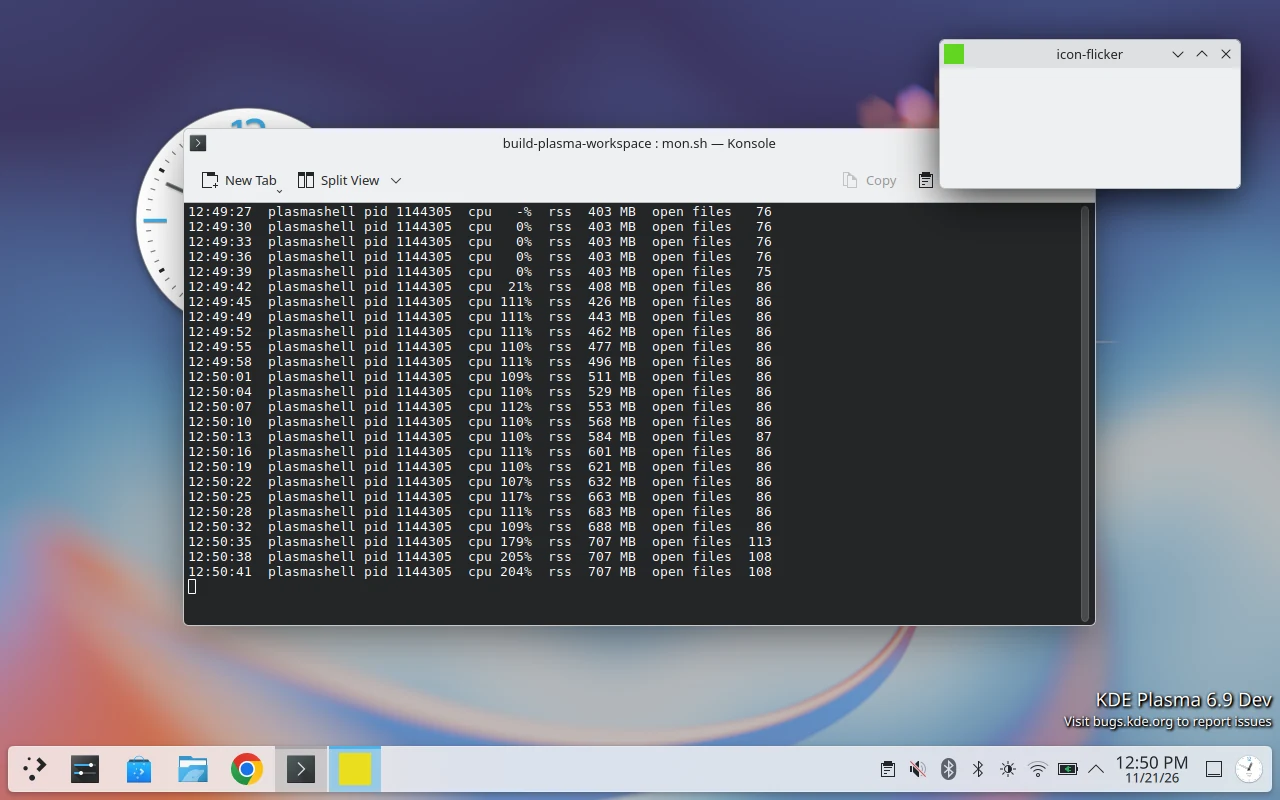 icon-flicker
12
build-plasma-workspace : mon.sh — Konsole
New Tab
Split View
Copy
12:49:27  plasmashell pid 1144305  cpu   -%  rss  403 MB  open files   76
12:49:30  plasmashell pid 1144305  cpu   0%  rss  403 MB  open files   76
12:49:33  plasmashell pid 1144305  cpu   0%  rss  403 MB  open files   76
12:49:36  plasmashell pid 1144305  cpu   0%  rss  403 MB  open files   76
12:49:39  plasmashell pid 1144305  cpu   0%  rss  403 MB  open files   75
12:49:42  plasmashell pid 1144305  cpu  21%  rss  408 MB  open files   86
12:49:45  plasmashell pid 1144305  cpu 111%  rss  426 MB  open files   86
12:49:49  plasmashell pid 1144305  cpu 111%  rss  443 MB  open files   86
12:49:52  plasmashell pid 1144305  cpu 111%  rss  462 MB  open files   86
12:49:55  plasmashell pid 1144305  cpu 110%  rss  477 MB  open files   86
12:49:58  plasmashell pid 1144305  cpu 111%  rss  496 MB  open files   86
12:50:01  plasmashell pid 1144305  cpu 109%  rss  511 MB  open files   86
12:50:04  plasmashell pid 1144305  cpu 110%  rss  529 MB  open files   86
12:50:07  plasmashell pid 1144305  cpu 112%  rss  553 MB  open files   86
12:50:10  plasmashell pid 1144305  cpu 110%  rss  568 MB  open files   86
12:50:13  plasmashell pid 1144305  cpu 110%  rss  584 MB  open files   87
12:50:16  plasmashell pid 1144305  cpu 111%  rss  601 MB  open files   86
12:50:19  plasmashell pid 1144305  cpu 110%  rss  621 MB  open files   86
12:50:22  plasmashell pid 1144305  cpu 107%  rss  632 MB  open files   86
12:50:25  plasmashell pid 1144305  cpu 117%  rss  663 MB  open files   86
12:50:28  plasmashell pid 1144305  cpu 111%  rss  683 MB  open files   86
12:50:32  plasmashell pid 1144305  cpu 109%  rss  688 MB  open files   86
12:50:35  plasmashell pid 1144305  cpu 179%  rss  707 MB  open files  113
12:50:38  plasmashell pid 1144305  cpu 205%  rss  707 MB  open files  108
12:50:41  plasmashell pid 1144305  cpu 204%  rss  707 MB  open files  108
KDE Plasma 6.9 Dev
Visit bugs.kde.org to report issues
12:50 PM
11/21/26